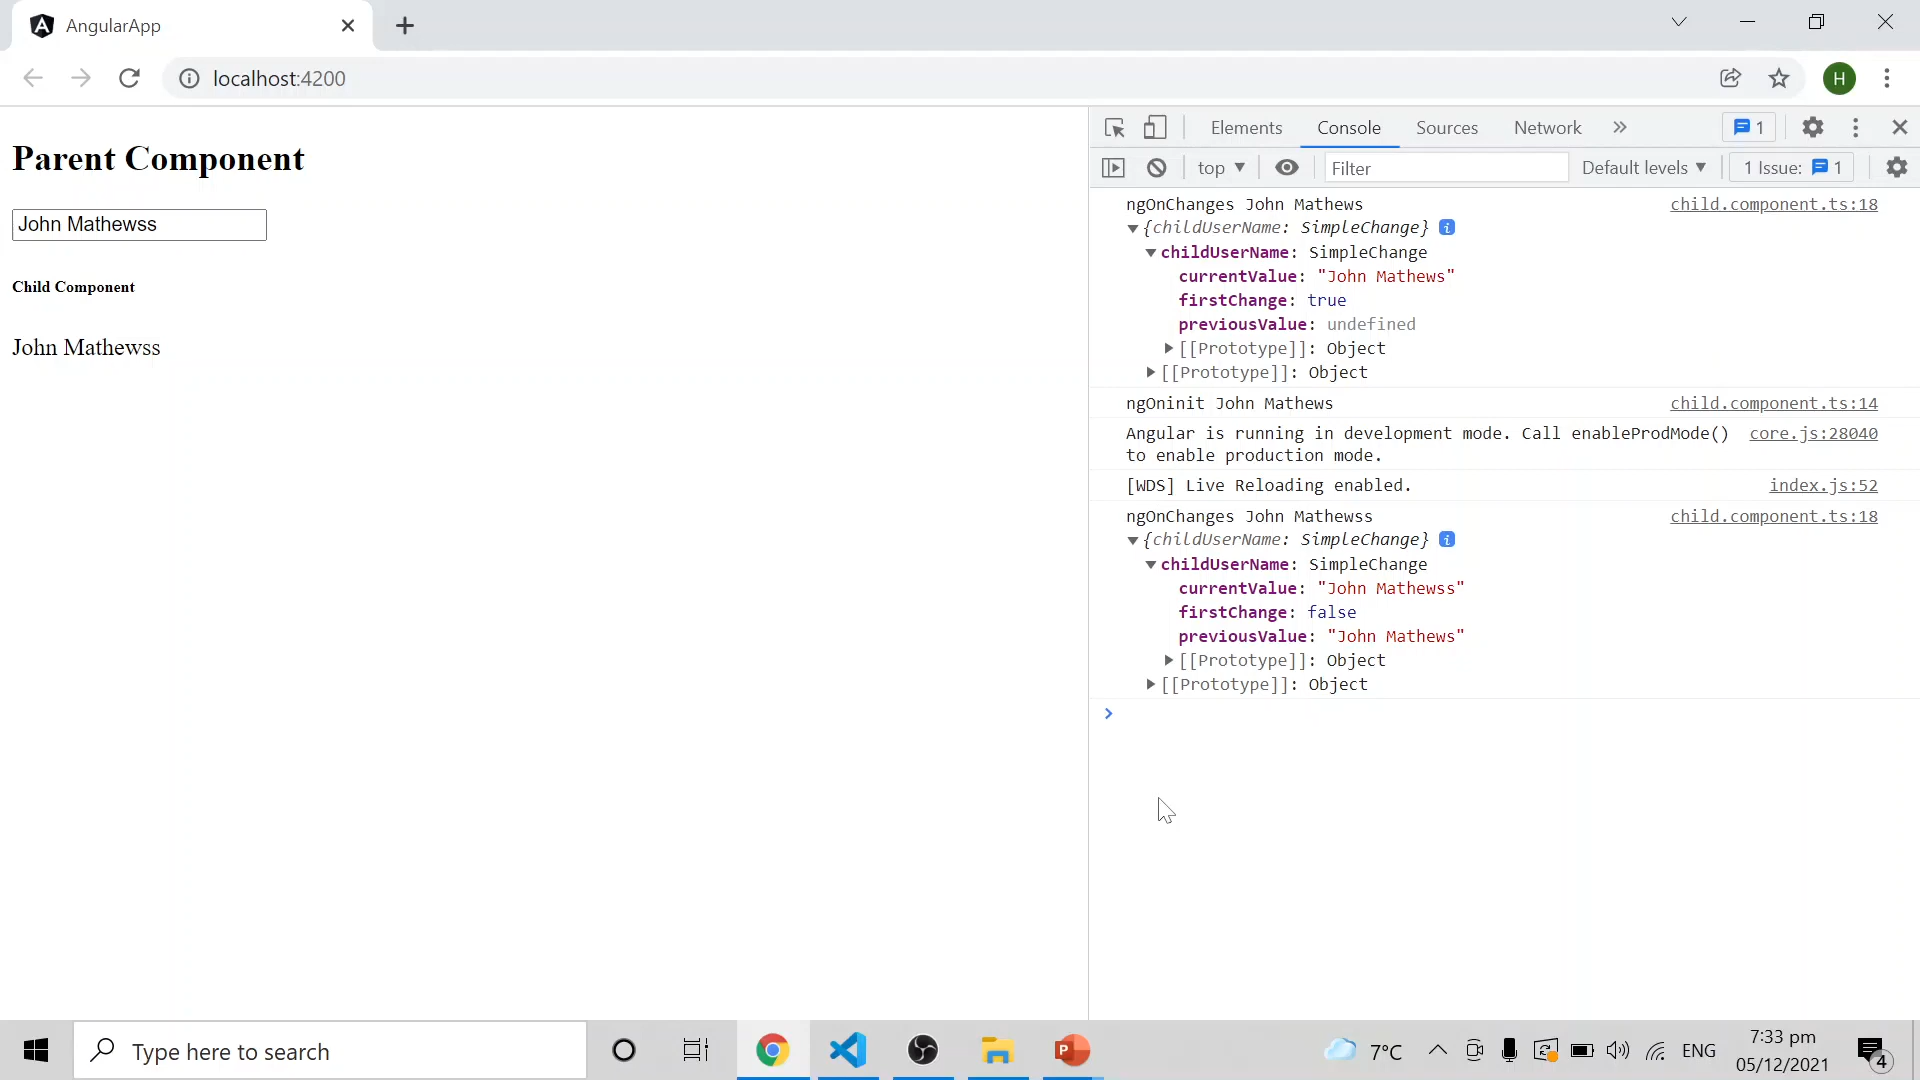 AngularApp
localhost:4200
H
Parent Component
John Mathewss
Child Component
John Mathewss
Elements Console Sources Network 1
top Filter Default levels 1 Issue: 1
ngOnChanges John Mathews child.component.ts:18
{childUserName: SimpleChange} i
childUserName: SimpleChange
currentValue: "John Mathews"
firstChange: true
previousValue: undefined
[[Prototype]]: Object
[[Prototype]]: Object
ngOninit John Mathews child.component.ts:14
Angular is running in development mode. Call enableProdMode() core.js:28040
to enable production mode.
[WDS] Live Reloading enabled. index.js:52
ngOnChanges John Mathewss child.component.ts:18
{childUserName: SimpleChange} i
childUserName: SimpleChange
currentValue: "John Mathewss"
firstChange: false
previousValue: "John Mathews"
[[Prototype]]: Object
[[Prototype]]: Object
Type here to search
7°C ENG
7:33 pm
05/12/2021
4